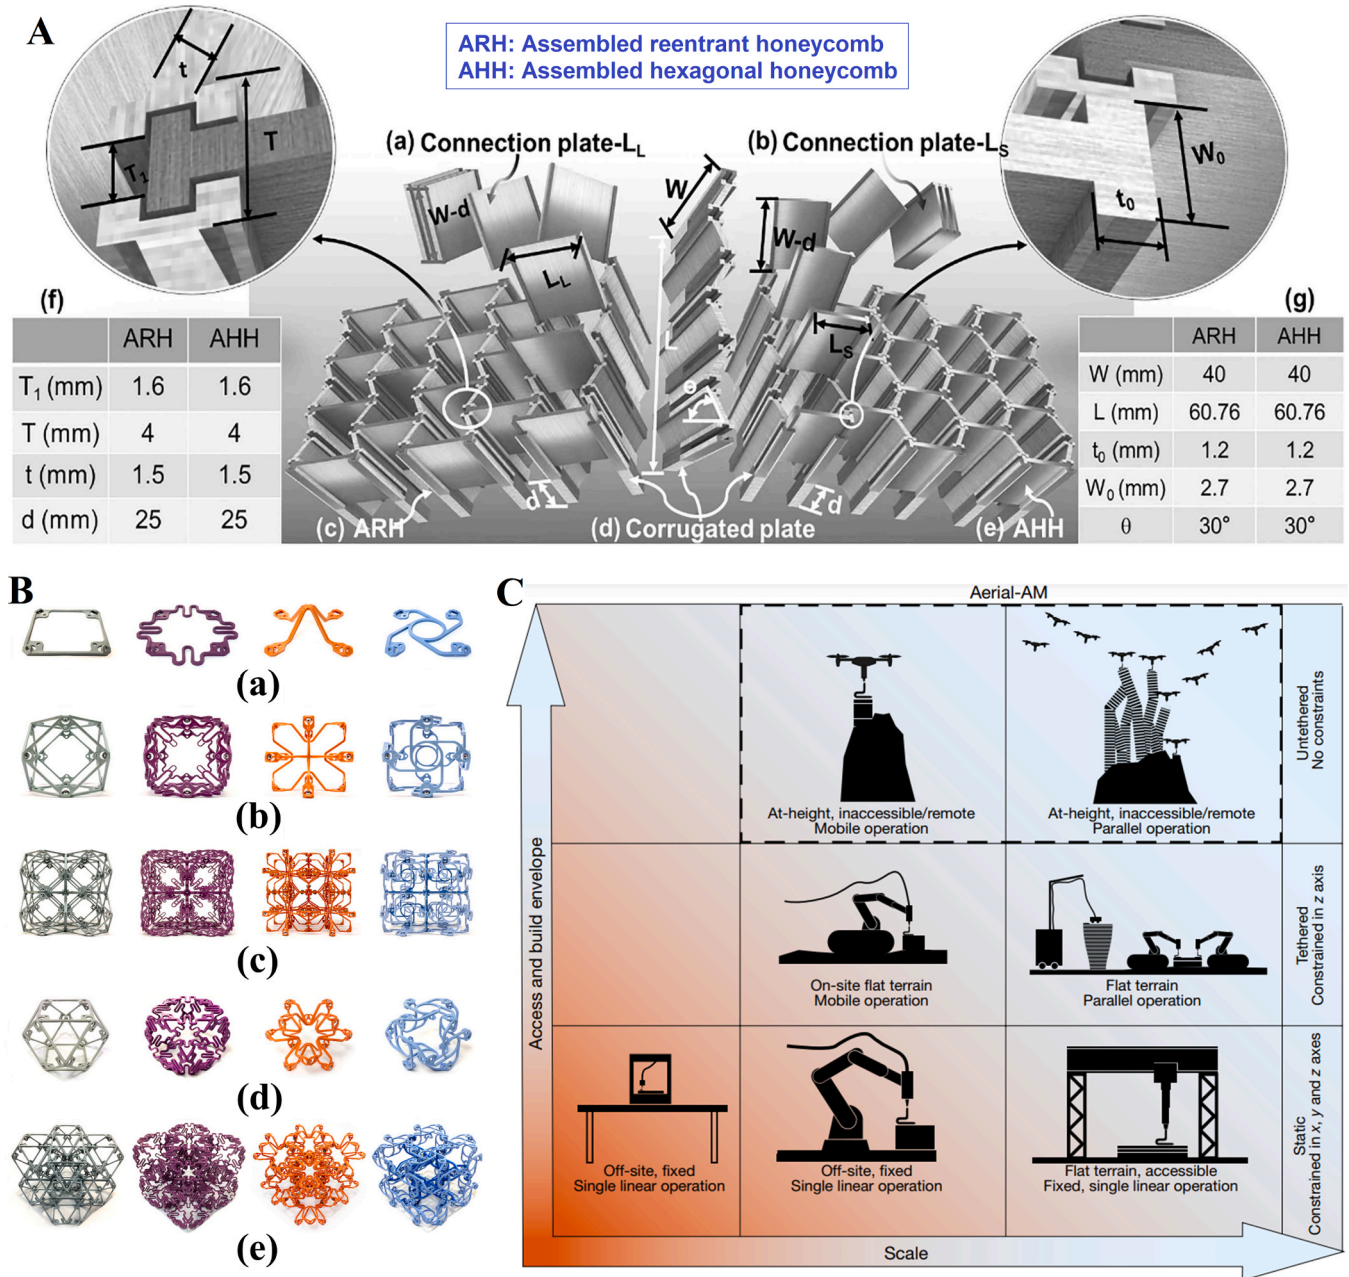 A
ARH: Assembled reentrant honeycomb
AHH: Assembled hexagonal honeycomb
t
T
T₁
(a) Connection plate-L_L
(b) Connection plate-L_S
W
W-d
W-d
W₀
t₀
L_L
L_S
L
θ
d
d
(c) ARH
(d) Corrugated plate
(e) AHH
(f)
ARH AHH
T₁ (mm) 1.6 1.6
T (mm) 4 4
t (mm) 1.5 1.5
d (mm) 25 25
(g)
ARH AHH
W (mm) 40 40
L (mm) 60.76 60.76
t₀ (mm) 1.2 1.2
W₀ (mm) 2.7 2.7
θ 30° 30°
B
(a)
(b)
(c)
(d)
(e)
C
Aerial-AM
Access and build envelope
At-height, inaccessible/remote
Mobile operation
At-height, inaccessible/remote
Parallel operation
Untethered
No constraints
On-site flat terrain
Mobile operation
Flat terrain
Parallel operation
Tethered
Constrained in z axis
Off-site, fixed
Single linear operation
Off-site, fixed
Single linear operation
Flat terrain, accessible
Fixed, single linear operation
Static
Constrained in x, y and z axes
Scale